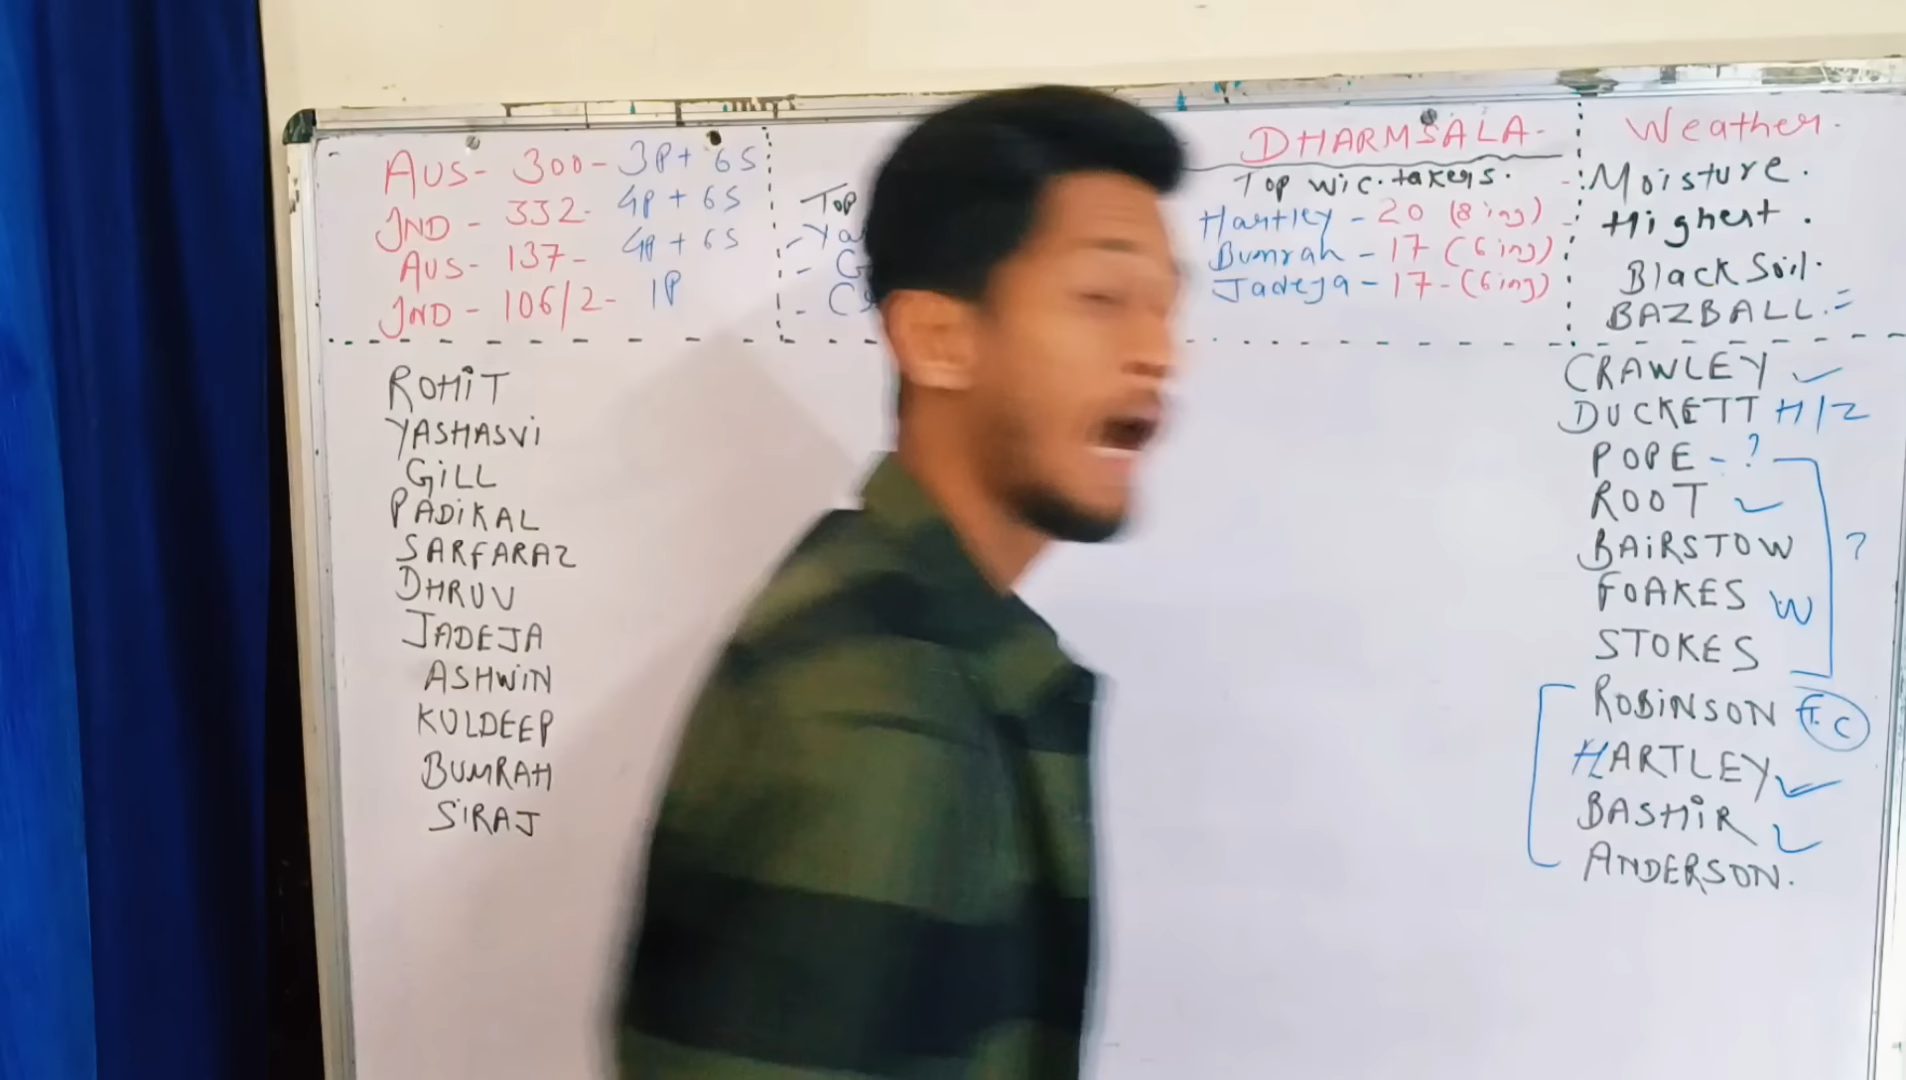 AUS- 300- 3P+ 6S
IND - 332- 4P + 6S
AUS- 137- 4P + 6S
IND - 106/2- 1P
TOP
DHARMSALA-
Top wic. takers.
Hartley - 20 (8 ing)
Bumrah - 17 (6 ing)
Jadeja - 17- (6 ing)
Weather.
Moisture.
Highest.
Black Soil.
BAZBALL.=
ROHIT
YASHASVI
GILL
PADIKAL
SARFARAZ
DHRUV
JADEJA
ASHWIN
KULDEEP
BUMRAH
SIRAJ
CRAWLEY ✓
DUCKETT H/Z
POPE - ?
ROOT ✓
BAIRSTOW ?
FOAKES W
STOKES
ROBINSON F.C
HARTLEY ✓
BASHIR ✓
ANDERSON.